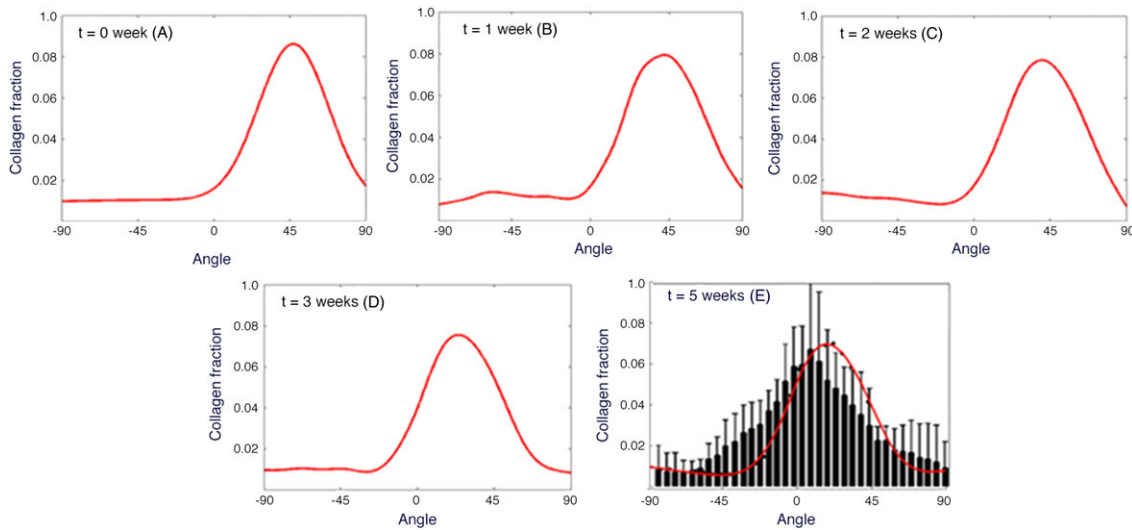 t = 0 week (A)
Collagen fraction
1.0
0.08
0.06
0.04
0.02
-90 -45 0 45 90
Angle
t = 1 week (B)
Collagen fraction
1.0
0.08
0.06
0.04
0.02
-90 -45 0 45 90
Angle
t = 2 weeks (C)
Collagen fraction
1.0
0.08
0.06
0.04
0.02
-90 -45 0 45 90
Angle
t = 3 weeks (D)
Collagen fraction
1.0
0.08
0.06
0.04
0.02
-90 -45 0 45 90
Angle
t = 5 weeks (E)
Collagen fraction
1.0
0.08
0.06
0.04
0.02
-90 -45 0 45 90
Angle